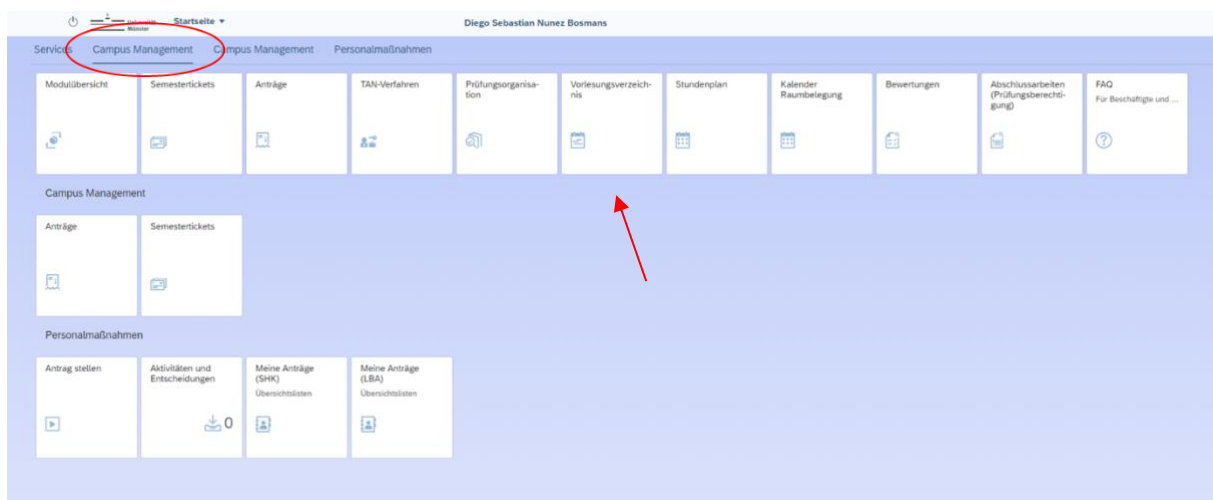 Universität
Münster
Startseite
Diego Sebastian Nunez Bosmans
Services Campus Management Campus Management Personalmaßnahmen
Modulübersicht
Semestertickets
Anträge
TAN-Verfahren
Prüfungsorganisa-
tion
Vorlesungsverzeich-
nis
Stundenplan
Kalender
Raumbelegung
Bewertungen
Abschlussarbeiten
(Prüfungsberechti-
gung)
FAQ
Für Beschäftigte und ...
Campus Management
Anträge
Semestertickets
Personalmaßnahmen
Antrag stellen
Aktivitäten und
Entscheidungen
0
Meine Anträge
(SHK)
Übersichtslisten
Meine Anträge
(LBA)
Übersichtslisten